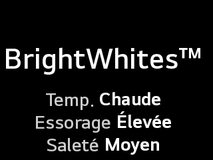 BrightWhites™
Temp. Chaude
Essorage Élevée
Saleté Moyen